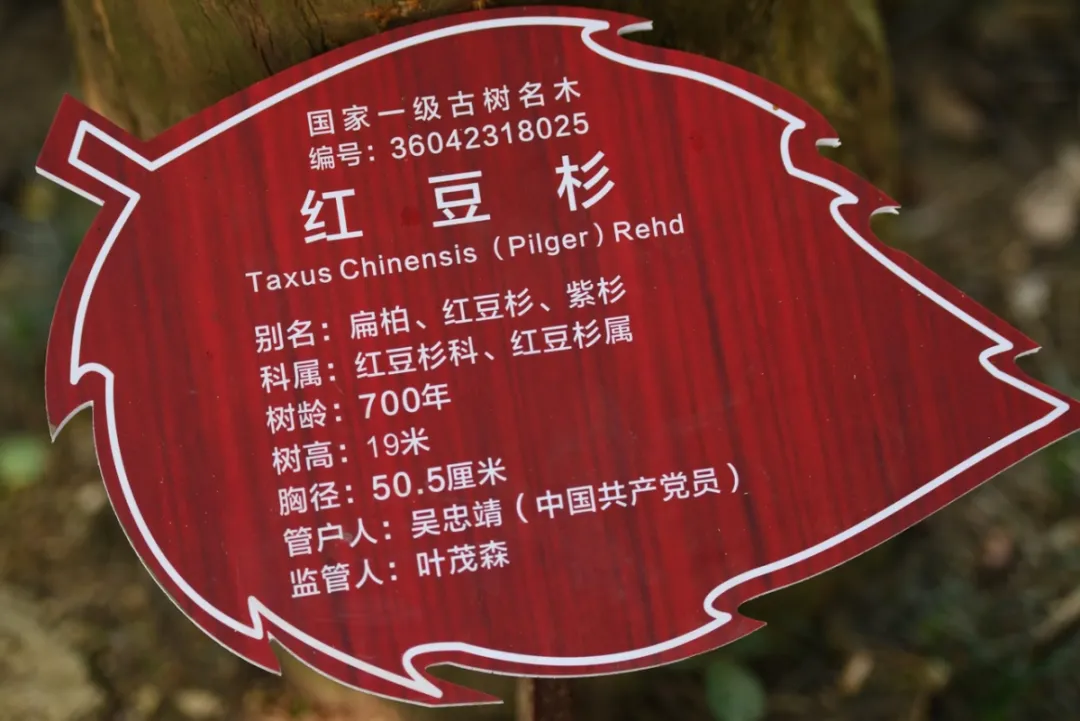 国家一级古树名木
编号：36042318025
红豆杉
Taxus Chinensis (Pilger) Rehd
别名：扁柏、红豆杉、紫杉
科属：红豆杉科、红豆杉属
树龄：700年
树高：19米
胸径：50.5厘米
管户人：吴忠靖（中国共产党员）
监管人：叶茂森